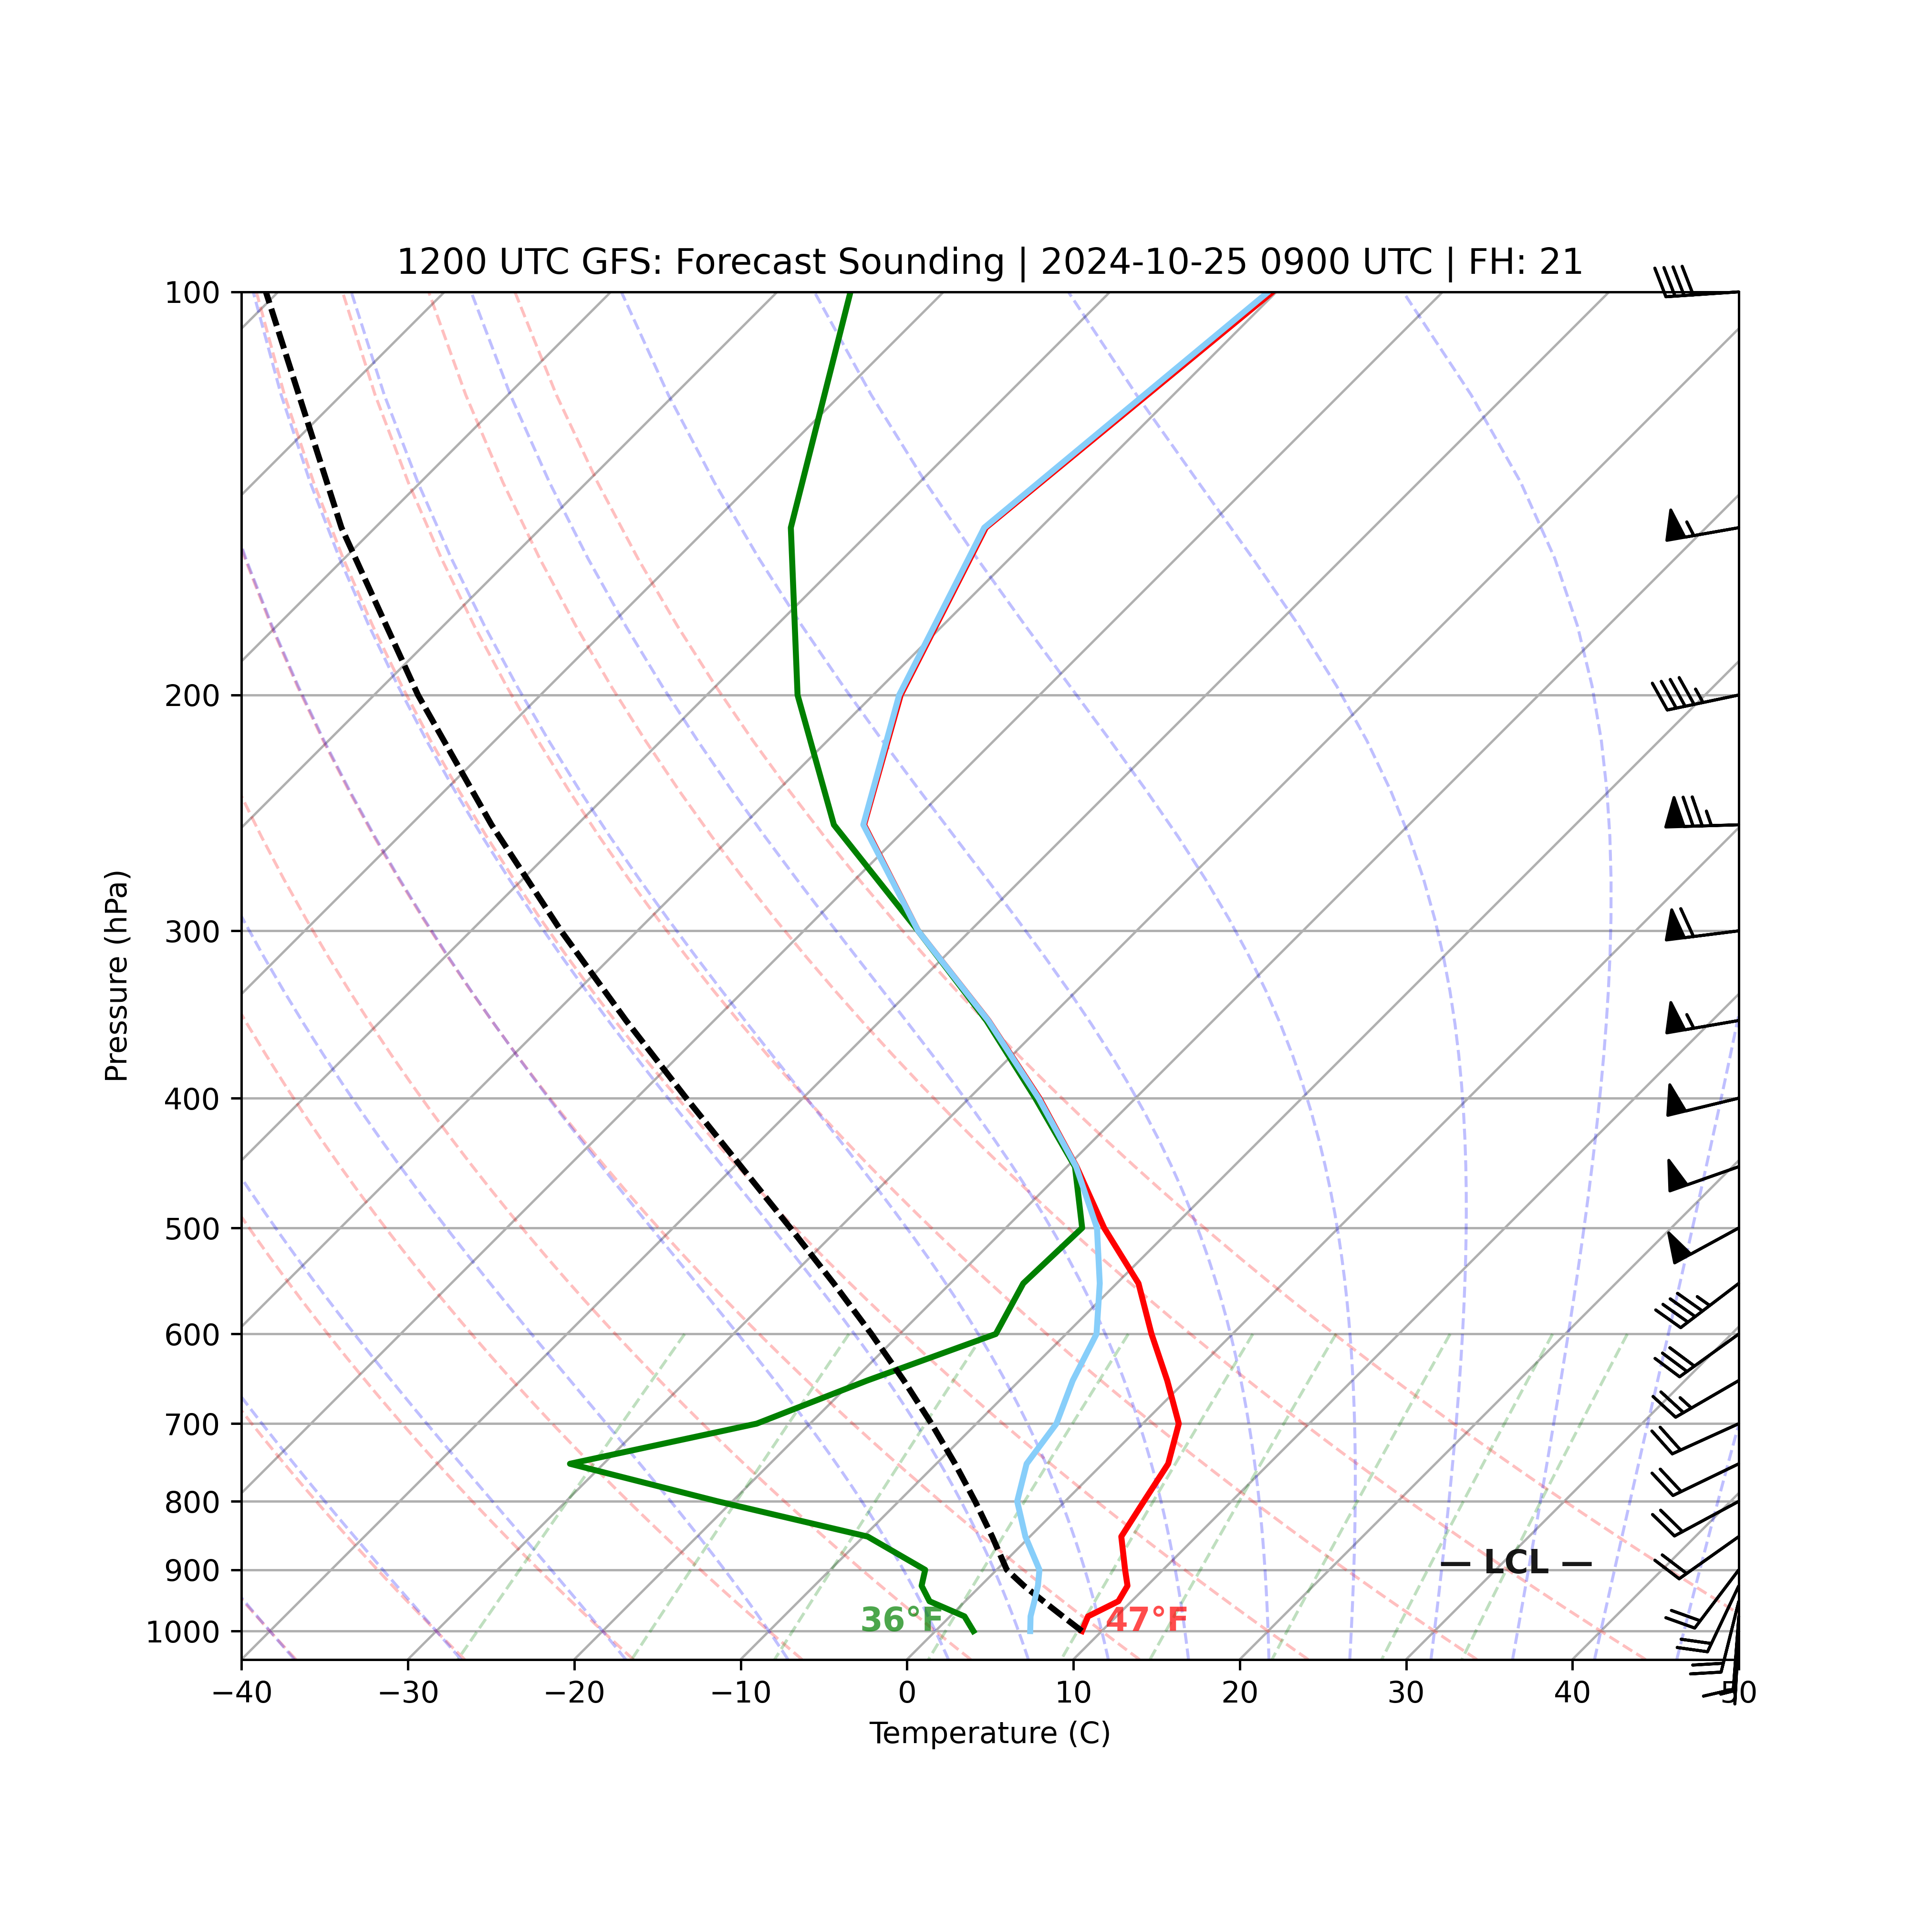 1200 UTC GFS: Forecast Sounding | 2024-10-25 0900 UTC | FH: 21
100
200
300
400
500
600
700
800
900
1000
Pressure (hPa)
— LCL —
36°F
47°F
−40 −30 −20 −10 0 10 20 30 40 50
Temperature (C)